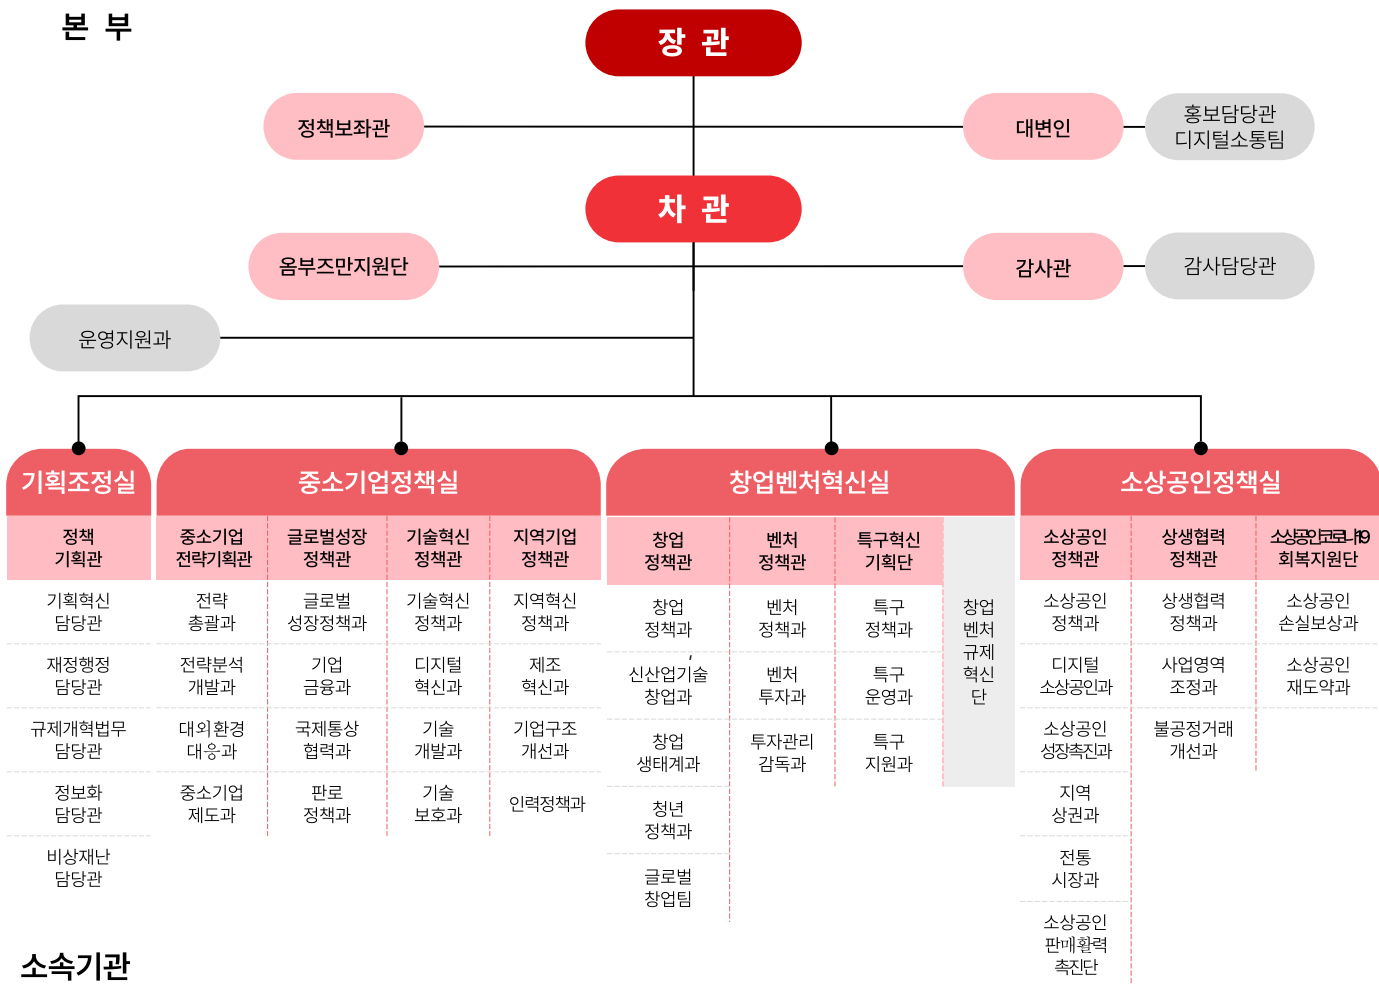 본 부
장 관
정책보좌관
대변인
홍보담당관
디지털소통팀
차 관
옴부즈만지원단
감사관
감사담당관
운영지원과
기획조정실
정책
기획관
기획혁신
담당관
재정행정
담당관
규제개혁법무
담당관
정보화
담당관
비상재난
담당관
중소기업정책실
중소기업
전략기획관
전략
총괄과
전략분석
개발과
대외환경
대응과
중소기업
제도과
글로벌성장
정책관
글로벌
성장정책과
기업
금융과
국제통상
협력과
판로
정책과
기술혁신
정책관
기술혁신
정책과
디지털
혁신과
기술
개발과
기술
보호과
지역기업
정책관
지역혁신
정책과
제조
혁신과
기업구조
개선과
인력정책과
창업벤처혁신실
창업
정책관
창업
정책과
,
신산업기술
창업과
창업
생태계과
청년
정책과
글로벌
창업팀
벤처
정책관
벤처
정책과
벤처
투자과
투자관리
감독과
특구혁신
기획단
특구
정책과
특구
운영과
특구
지원과
창업
벤처
규제
혁신
단
소상공인정책실
소상공인
정책관
소상공인
정책과
디지털
소상공인과
소상공인
성장촉진과
지역
상권과
전통
시장과
소상공인
판매활력
촉진단
상생협력
정책관
상생협력
정책과
사업영역
조정과
불공정거래
개선과
소상공인코로나19
회복지원단
소상공인
손실보상과
소상공인
재도약과
소속기관